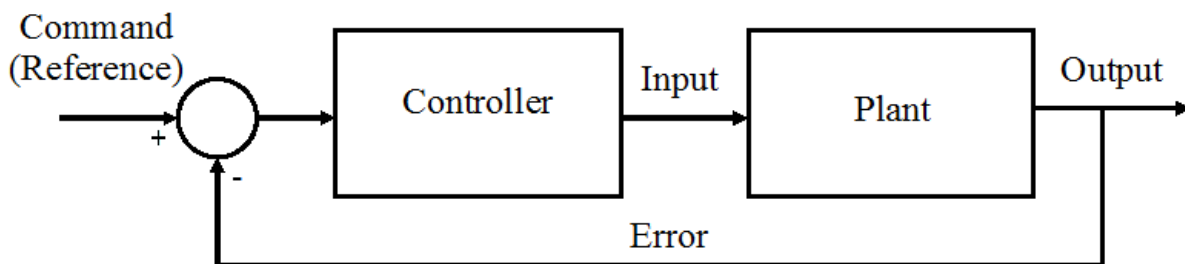 Command
(Reference)
+
-
Controller
Input
Plant
Output
Error